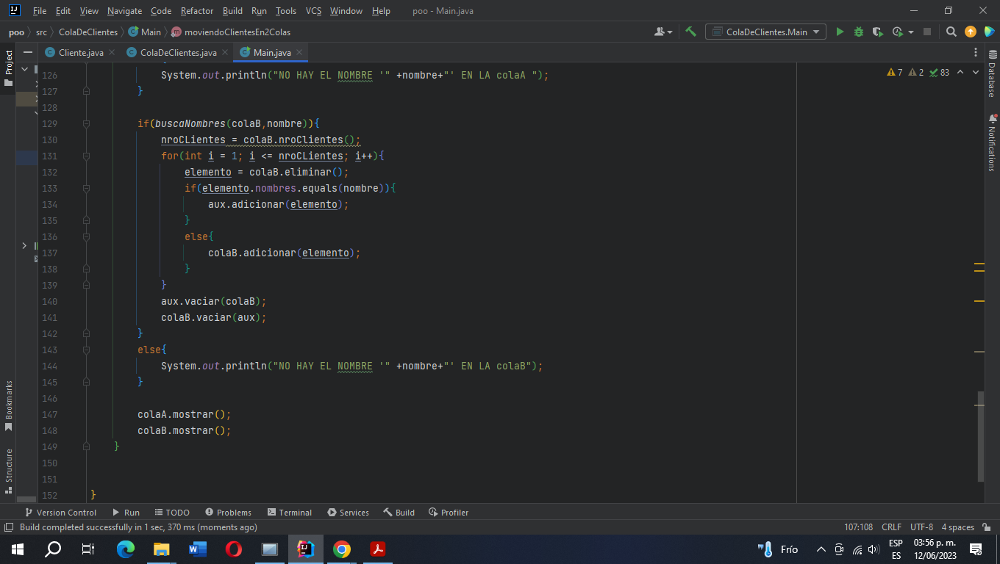 File Edit View Navigate Code Refactor Build Run Tools VCS Window Help poo - Main.java
poo src ColaDeClientes Main moviendoClientesEn2Colas ColaDeClientes.Main
Project Cliente.java ColaDeClientes.java Main.java
126 System.out.println("NO HAY EL NOMBRE '" +nombre+"' EN LA colaA "); 7 2 83
127 }
128
129 if(buscaNombres(colaB,nombre)){
130 nroCLientes = colaB.nroClientes();
131 for(int i = 1; i <= nroCLientes; i++){
132 elemento = colaB.eliminar();
133 if(elemento.nombres.equals(nombre)){
134 aux.adicionar(elemento);
135 }
136 else{
137 colaB.adicionar(elemento);
138 }
139 }
140 aux.vaciar(colaB);
141 colaB.vaciar(aux);
142 }
143 else{
144 System.out.println("NO HAY EL NOMBRE '" +nombre+"' EN LA colaB");
145 }
146
147 colaA.mostrar();
148 colaB.mostrar();
149 }
150
151
152 }
Database
Notifications
Bookmarks
Structure
Version Control Run TODO Problems Terminal Services Build Profiler
Build completed successfully in 1 sec, 370 ms (moments ago) 107:108 CRLF UTF-8 4 spaces
Frío ESP 03:56 p. m.
ES 12/06/2023